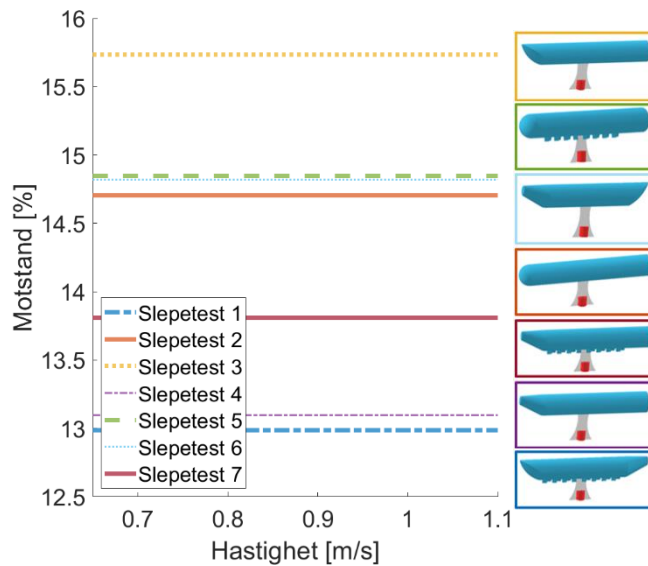 16
15.5
15
14.5
14
13.5
13
12.5
Motstand [%]
Slepetest 1
Slepetest 2
Slepetest 3
Slepetest 4
Slepetest 5
Slepetest 6
Slepetest 7
0.7
0.8
0.9
1
1.1
Hastighet [m/s]